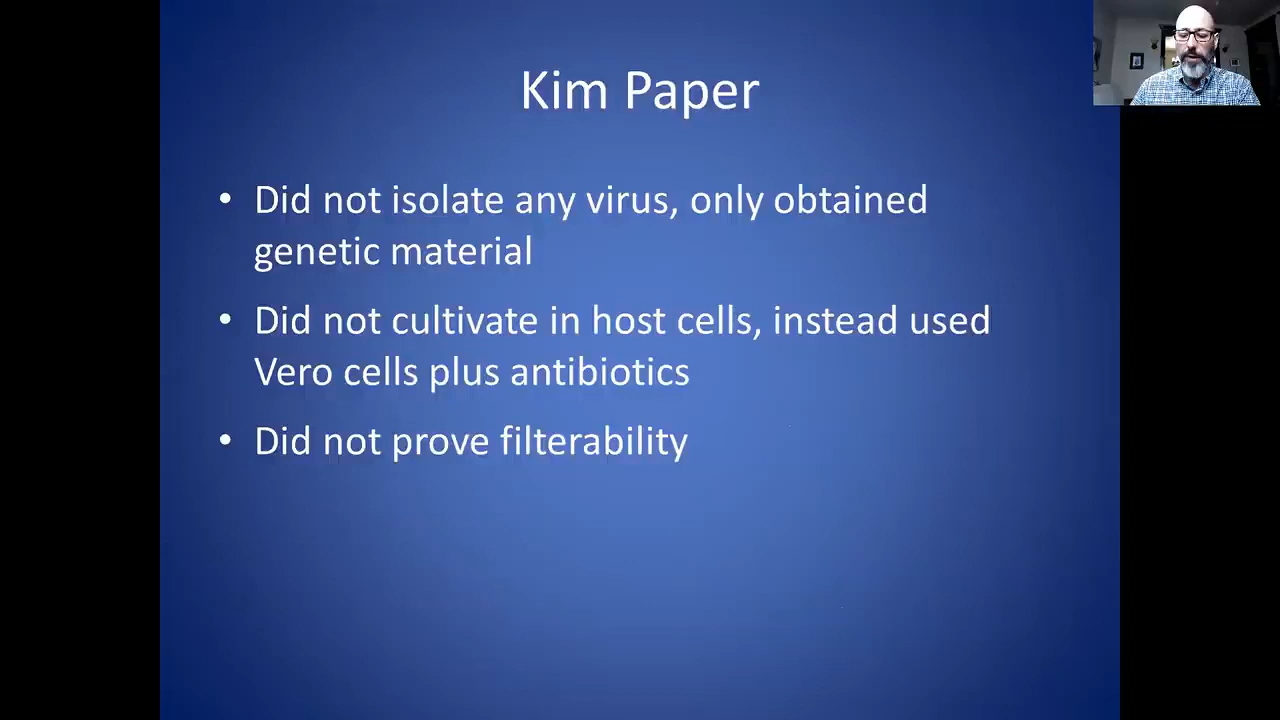 Kim Paper
• Did not isolate any virus, only obtained
genetic material
• Did not cultivate in host cells, instead used
Vero cells plus antibiotics
• Did not prove filterability